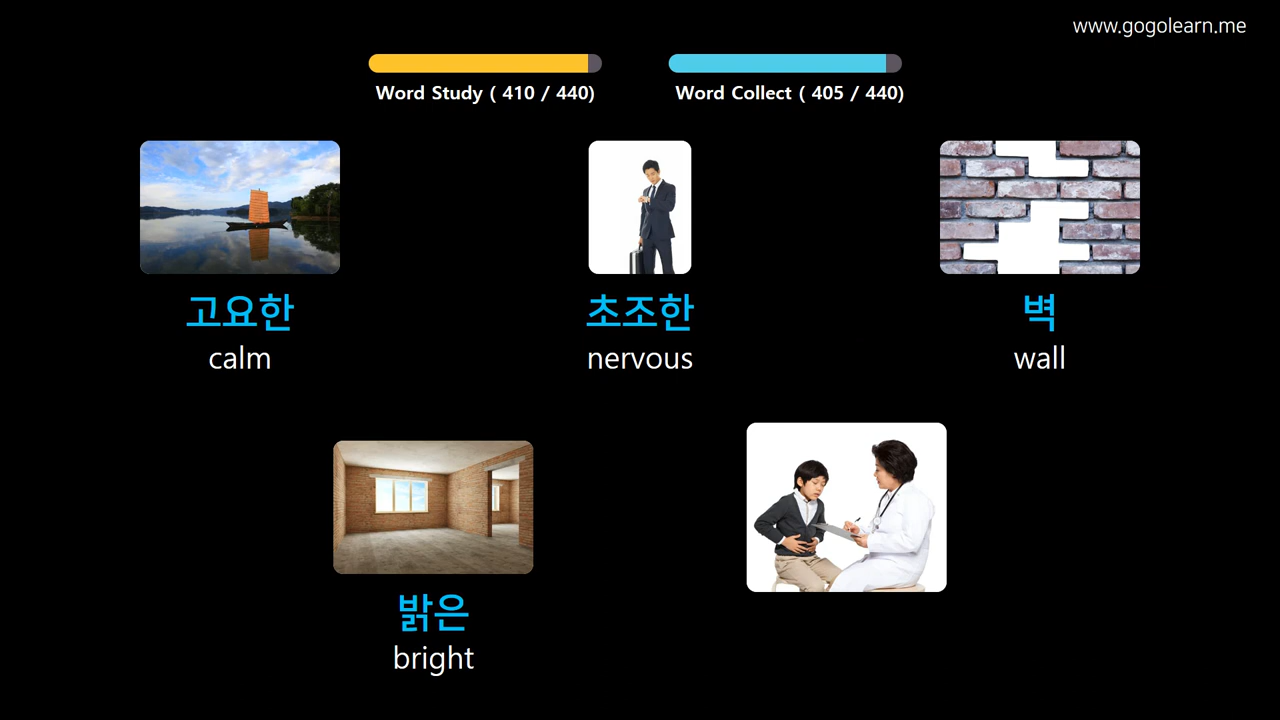 www.gogolearn.me
Word Study ( 410 / 440)
Word Collect ( 405 / 440)
고요한
calm
초조한
nervous
벽
wall
밝은
bright